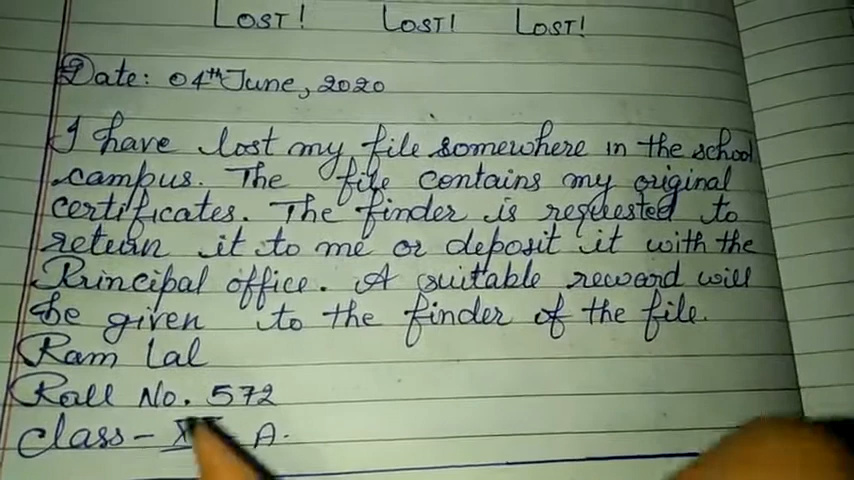 LOST! LOST! LOST!
Date: 04th June, 2020
I have lost my file somewhere in the school
campus. The file contains my original
certificates. The finder is requested to
return it to me or deposit it with the
Principal office. A suitable reward will
be given to the finder of the file.
Ram Lal
Roll No. 572
Class- A.